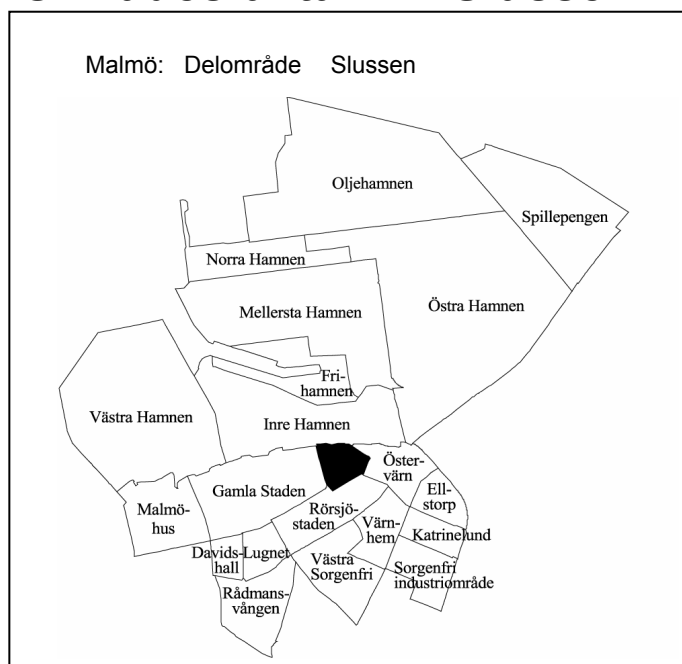 Malmö: Delområde Slussen
Oljehamnen
Spillepengen
Norra Hamnen
Östra Hamnen
Mellersta Hamnen
Fri-
hamnen
Västra Hamnen
Inre Hamnen
Öster-
värn
Gamla Staden
Ell-
storp
Malmö-
hus
Rörsjö-
staden
Värn-
hem
Katrinelund
Davids-
hall
Lugnet
Västra
Sorgenfri
Sorgenfri
industriområde
Rådmans-
vången